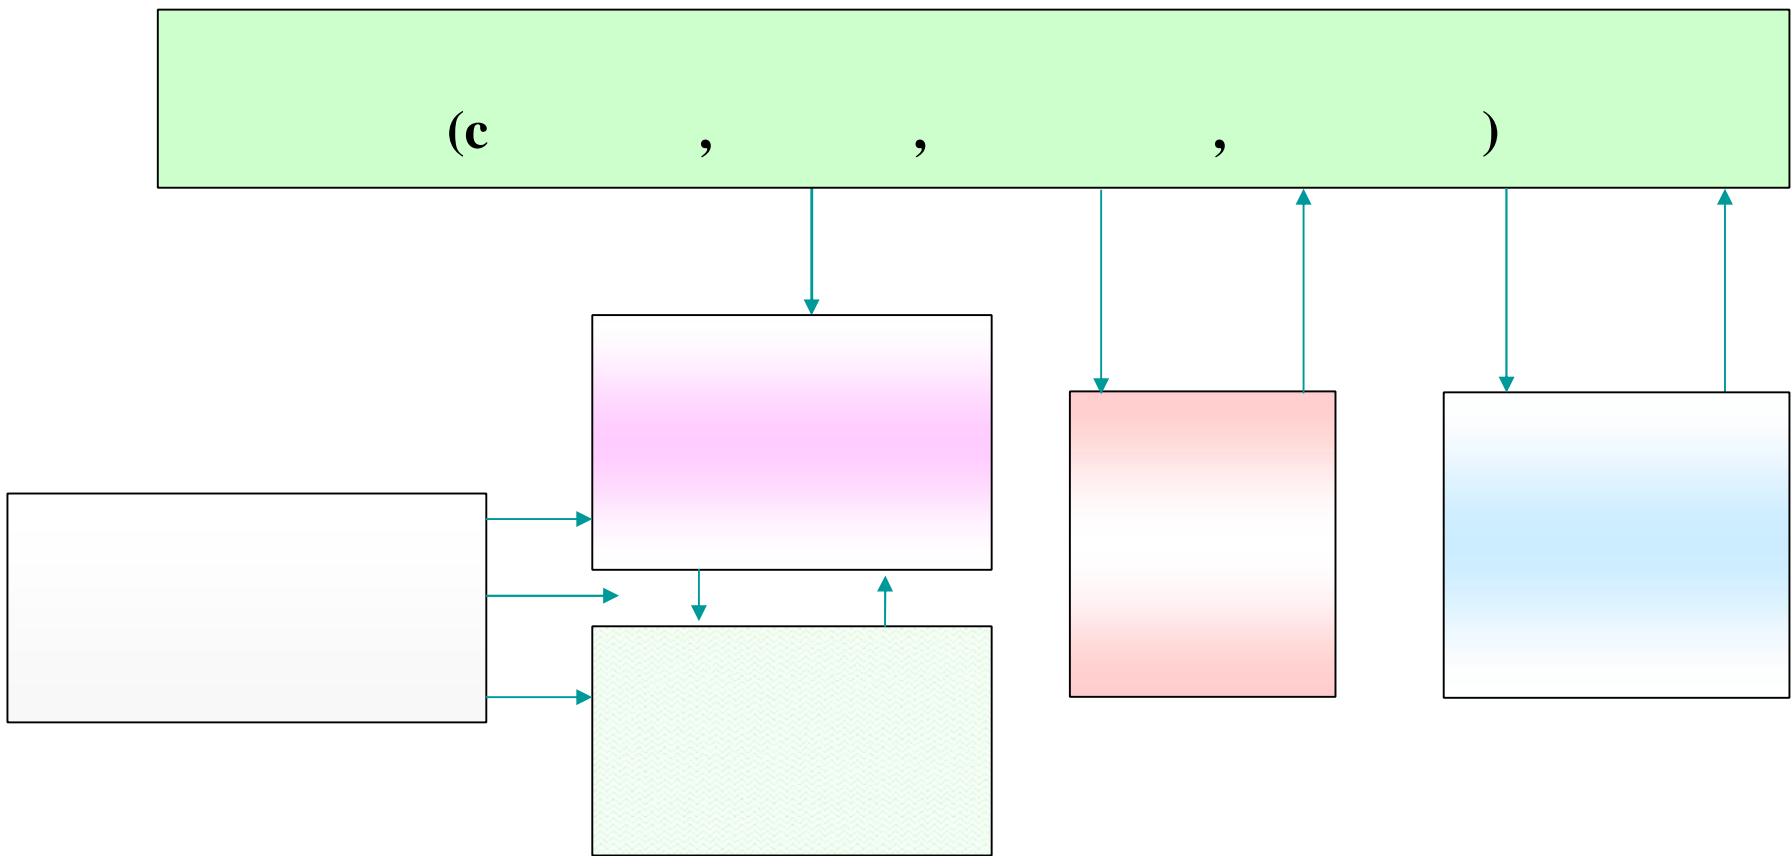 (c , , , )